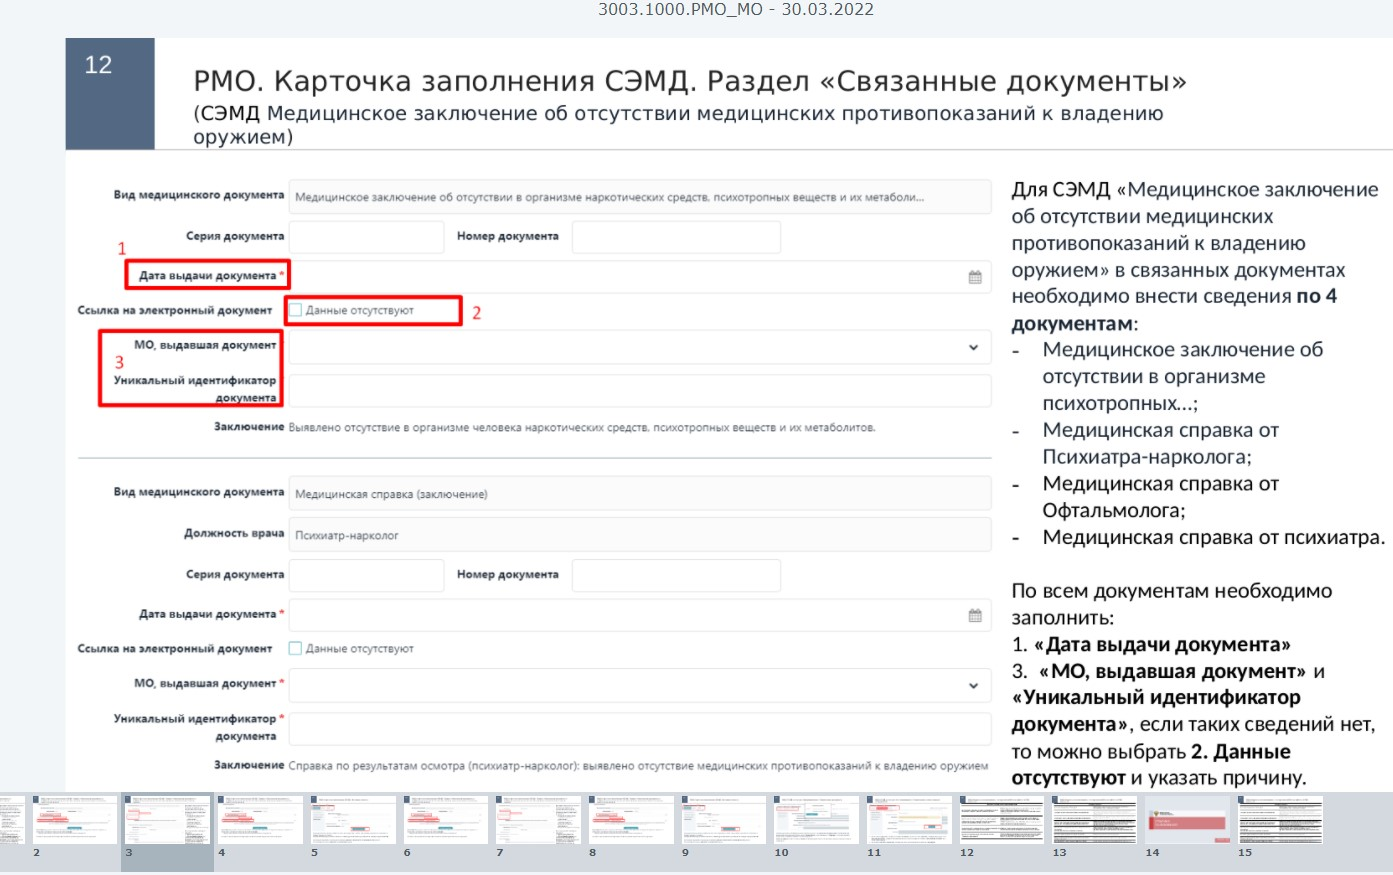 3003.1000.РМО_МО - 30.03.2022
12
РМО. Карточка заполнения СЭМД. Раздел «Связанные документы»
(СЭМД Медицинское заключение об отсутствии медицинских противопоказаний к владению
оружием)
Вид медицинского документа Медицинское заключение об отсутствии в организме наркотических средств, психотропных веществ и их метаболи...
Серия документа Номер документа
1
Дата выдачи документа *
Ссылка на электронный документ Данные отсутствуют 2
МО, выдавшая документ
3
Уникальный идентификатор
документа
Заключение Выявлено отсутствие в организме человека наркотических средств, психотропных веществ и их метаболитов.
Вид медицинского документа Медицинская справка (заключение)
Должность врача Психиатр-нарколог
Серия документа Номер документа
Дата выдачи документа *
Ссылка на электронный документ Данные отсутствуют
МО, выдавшая документ *
Уникальный идентификатор *
документа
Заключение Справка по результатам осмотра (психиатр-нарколог): выявлено отсутствие медицинских противопоказаний к владению оружием
Для СЭМД «Медицинское заключение
об отсутствии медицинских
противопоказаний к владению
оружием» в связанных документах
необходимо внести сведения по 4
документам:
- Медицинское заключение об
отсутствии в организме
психотропных...;
- Медицинская справка от
Психиатра-нарколога;
- Медицинская справка от
Офтальмолога;
- Медицинская справка от психиатра.
По всем документам необходимо
заполнить:
1. «Дата выдачи документа»
3. «МО, выдавшая документ» и
«Уникальный идентификатор
документа», если таких сведений нет,
то можно выбрать 2. Данные
отсутствуют и указать причину.
2 3 4 5 6 7 8 9 10 11 12 13 14 15